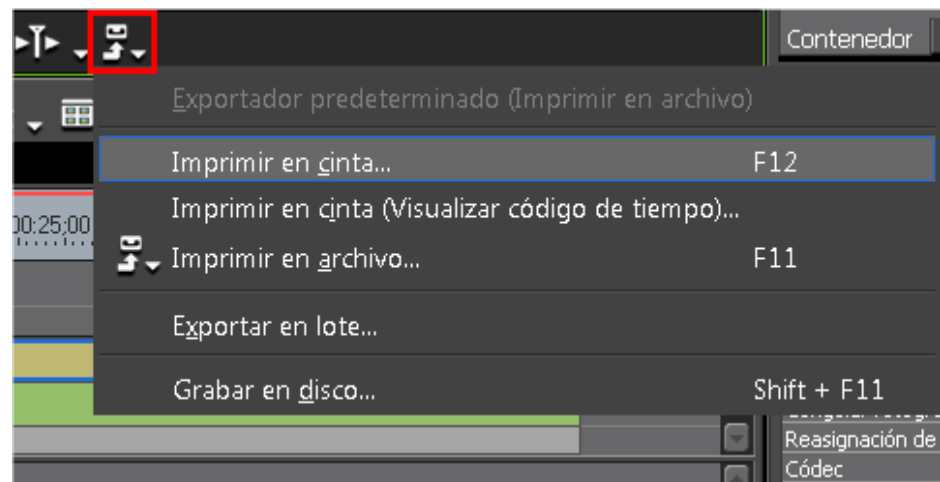 Contenedor
Exportador predeterminado (Imprimir en archivo)
Imprimir en cinta... F12
00:25;00
Imprimir en cinta (Visualizar código de tiempo)...
Imprimir en archivo... F11
Exportar en lote...
Grabar en disco... Shift + F11
Reasignación de
Códec